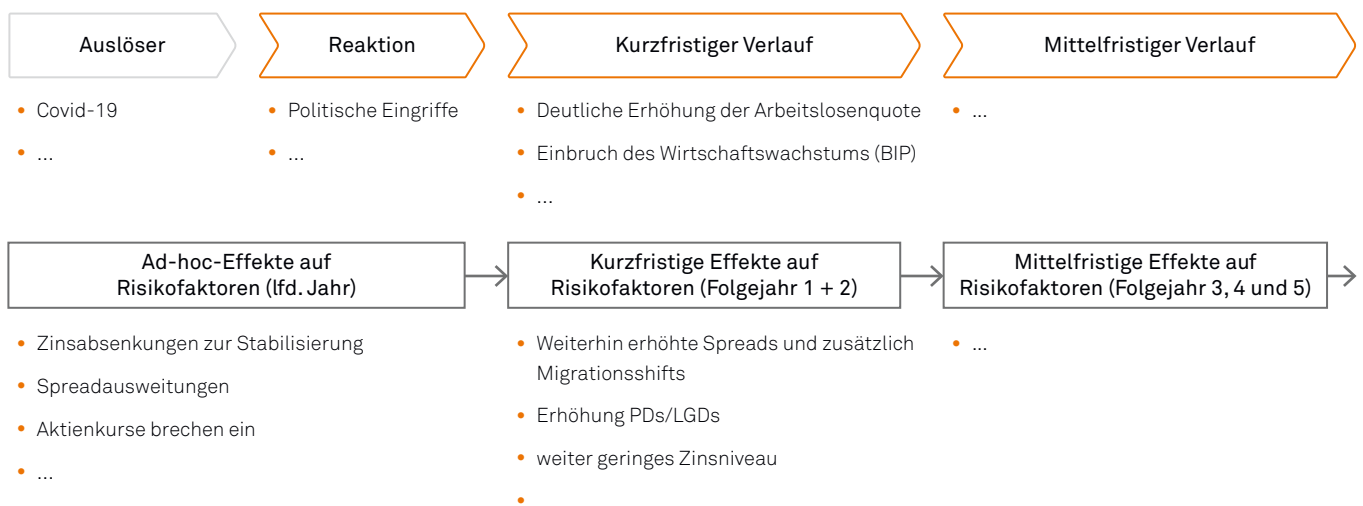 Auslöser
Reaktion
Kurzfristiger Verlauf
Mittelfristiger Verlauf
• Covid-19
• ...
• Politische Eingriffe
• ...
• Deutliche Erhöhung der Arbeitslosenquote
• Einbruch des Wirtschaftswachstums (BIP)
• ...
• ...
Ad-hoc-Effekte auf
Risikofaktoren (lfd. Jahr)
Kurzfristige Effekte auf
Risikofaktoren (Folgejahr 1 + 2)
Mittelfristige Effekte auf
Risikofaktoren (Folgejahr 3, 4 und 5)
• Zinsabsenkungen zur Stabilisierung
• Spreadausweitungen
• Aktienkurse brechen ein
• ...
• Weiterhin erhöhte Spreads und zusätzlich
Migrationsshifts
• Erhöhung PDs/LGDs
• weiter geringes Zinsniveau
•
• ...